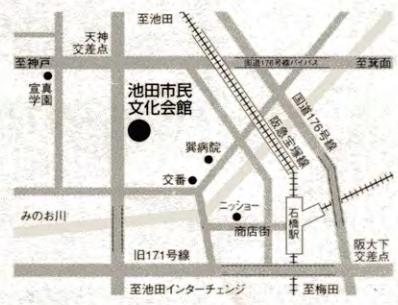 至池田
天神
交差点
至神戸
国道176号線バイパス
至箕面
宣真
学園
池田市民
文化会館
国道176号線
阪急宝塚線
巽病院
交番
ニッショー
石橋駅
みのお川
商店街
旧171号線
阪大下
交差点
至池田インターチェンジ
至梅田